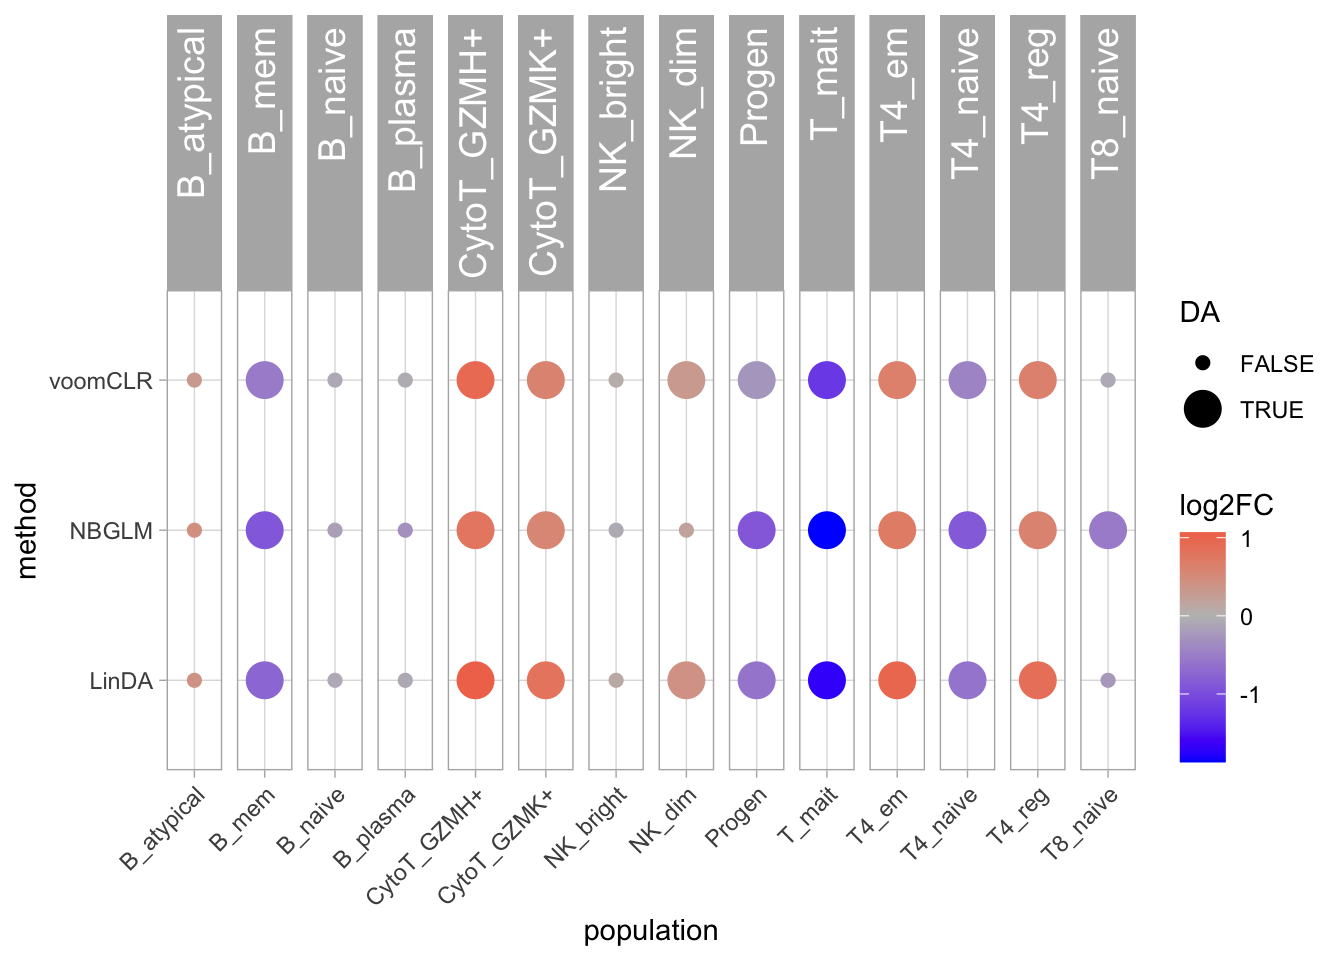 B_atypical
B_mem
B_naive
B_plasma
CytoT_GZMH+
CytoT_GZMK+
NK_bright
NK_dim
Progen
T_mait
T4_em
T4_naive
T4_reg
T8_naive
method
voomCLR
NBGLM
LinDA
B_atypical
B_mem
B_naive
B_plasma
CytoT_GZMH+
CytoT_GZMK+
NK_bright
NK_dim
Progen
T_mait
T4_em
T4_naive
T4_reg
T8_naive
population
DA
FALSE
TRUE
log2FC
1
0
-1